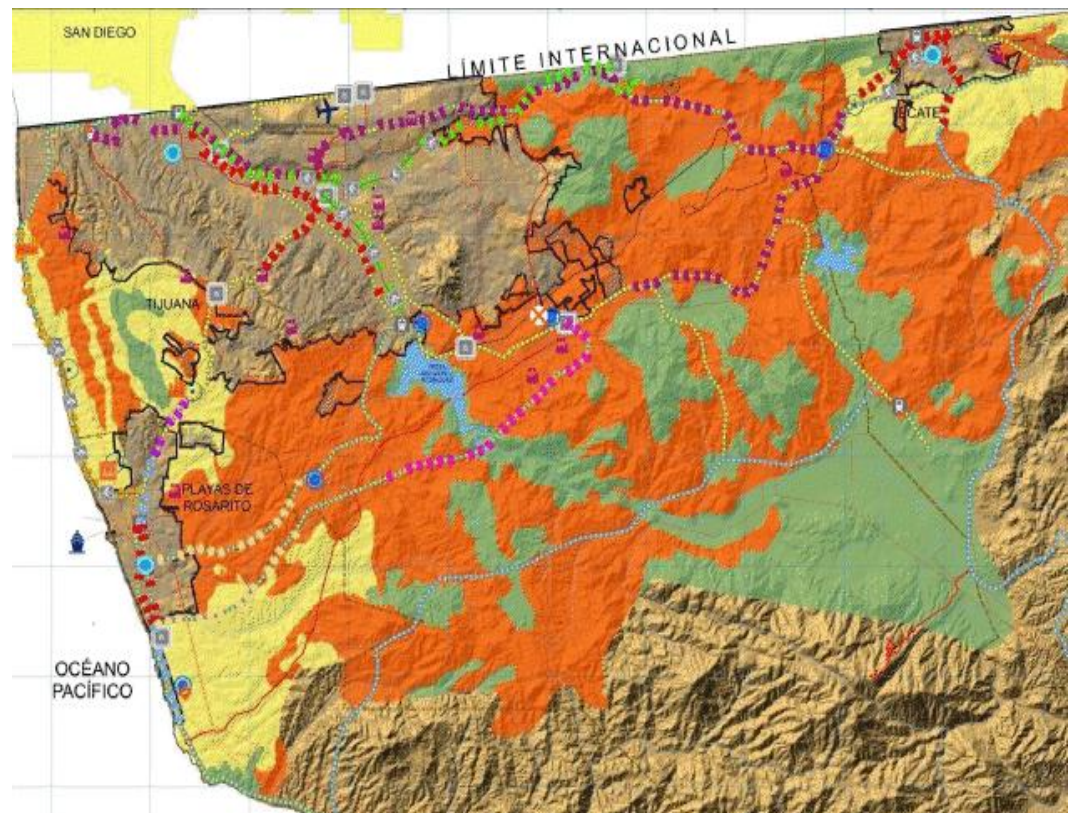 SAN DIEGO
LÍMITE INTERNACIONAL
TECATE
TIJUANA
PLAYAS DE
ROSARITO
OCÉANO
PACÍFICO